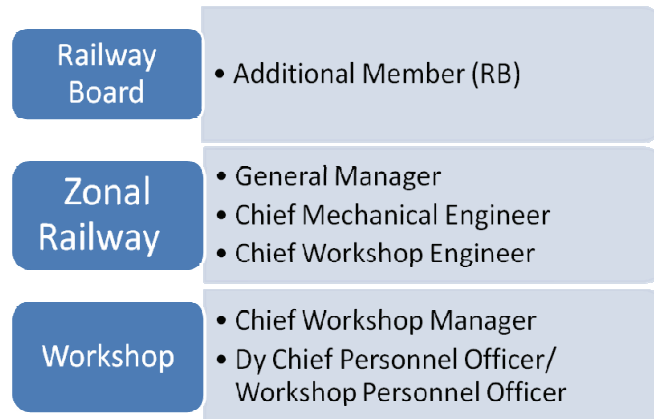 Railway
Board
• Additional Member (RB)
Zonal
Railway
• General Manager
• Chief Mechanical Engineer
• Chief Workshop Engineer
Workshop
• Chief Workshop Manager
• Dy Chief Personnel Officer/
Workshop Personnel Officer